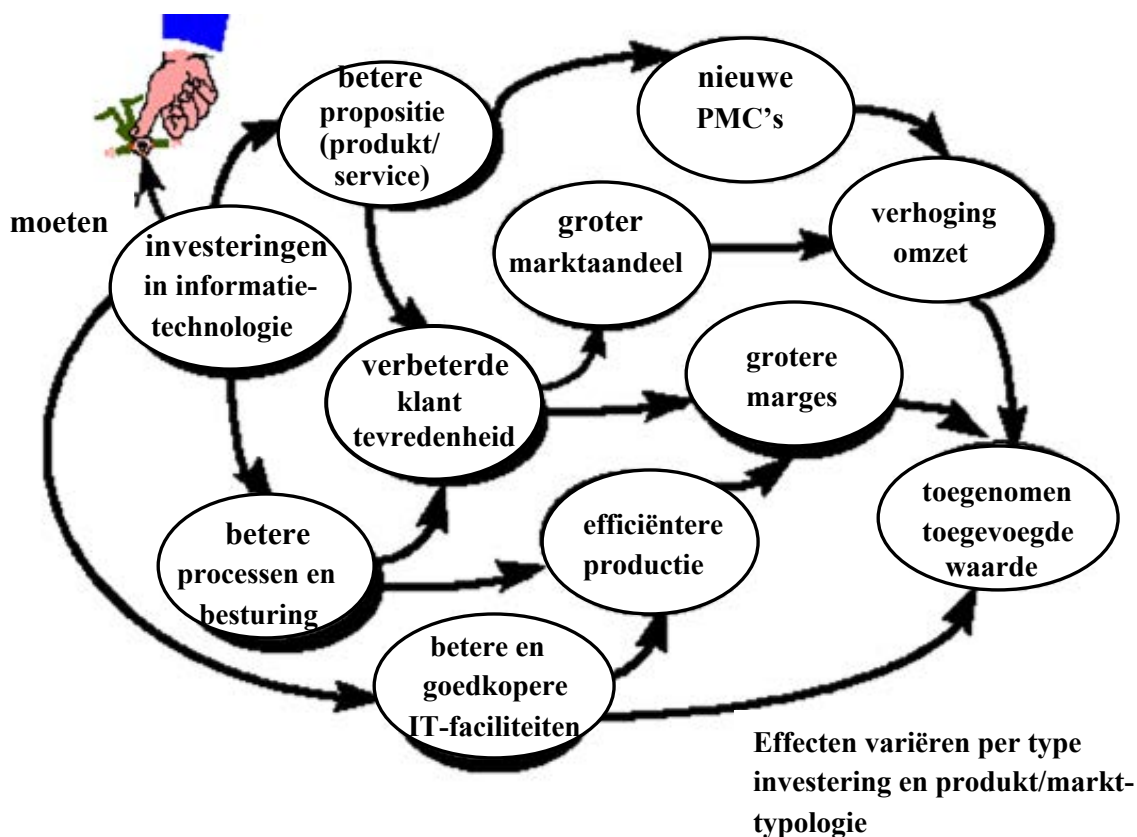 betere
propositie
(produkt/
service)
nieuwe
PMC's
moeten
investeringen
in informatie-
technologie
groter
marktaandeel
verhoging
omzet
verbeterde
klant
tevredenheid
grotere
marges
betere
processen en
besturing
efficiëntere
productie
toegenomen
toegevoegde
waarde
betere en
goedkopere
IT-faciliteiten
Effecten variëren per type
investering en produkt/markt-
typologie